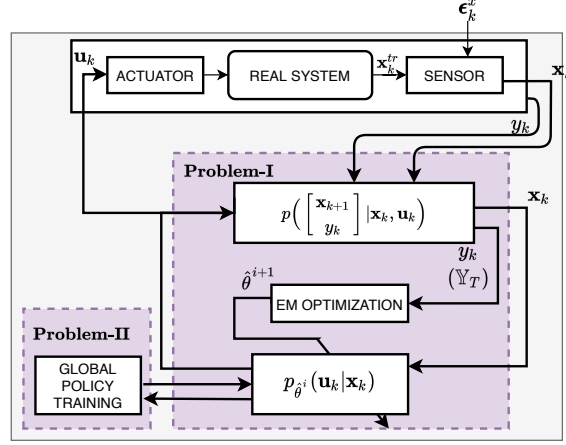 ϵ_k^x
u_k
ACTUATOR
REAL SYSTEM
x_k^{tr}
SENSOR
y_k
Problem-I
p([x_{k+1} y_k] |x_k, u_k)
x_k
y_k
(𝕐_T)
θ̂^{i+1}
EM OPTIMIZATION
Problem-II
GLOBAL
POLICY
TRAINING
p_{θ̂^i}(u_k|x_k)